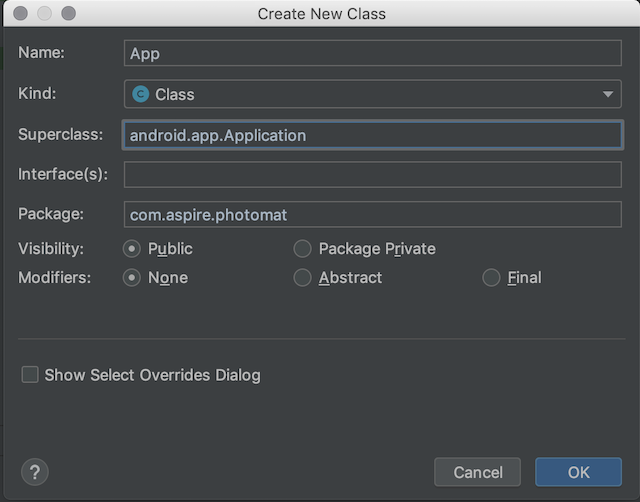 Create New Class
Name: App
Kind: C Class
Superclass: android.app.Application
Interface(s):
Package: com.aspire.photomat
Visibility: Public Package Private
Modifiers: None Abstract Final
Show Select Overrides Dialog
? Cancel OK